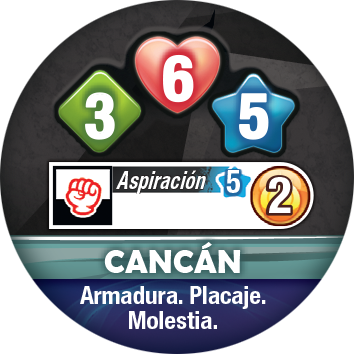 3 6 5
Aspiración 5 2
CANCÁN
Armadura. Placaje.
Molestia.